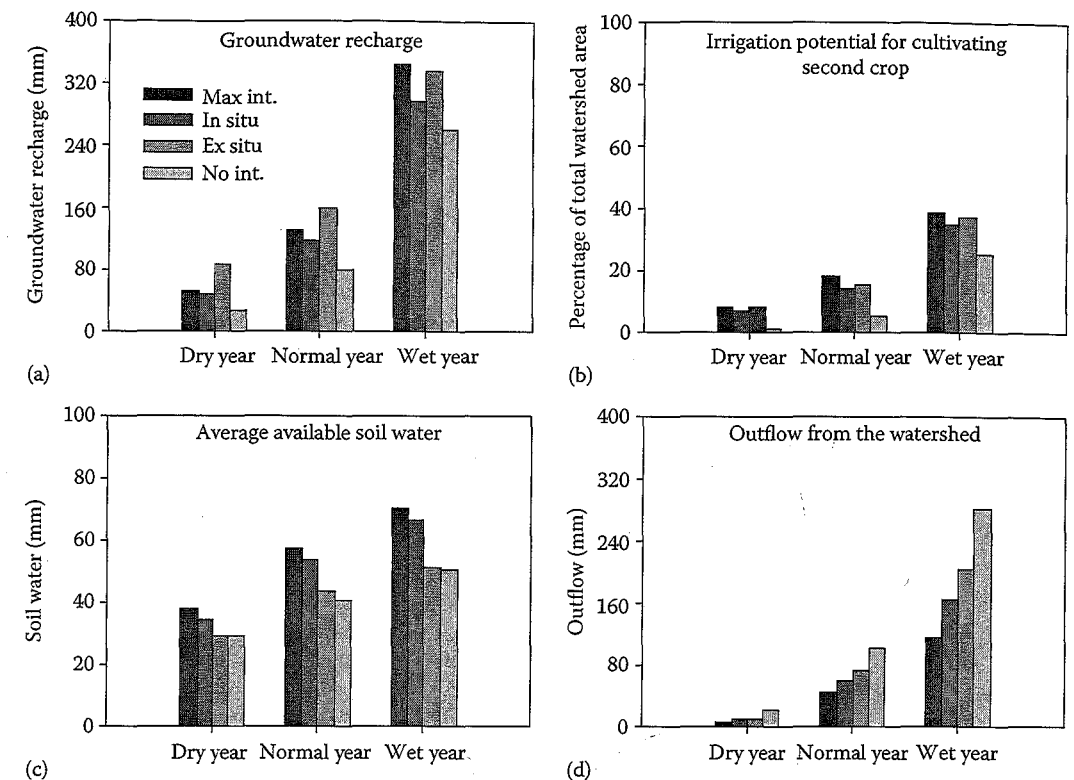 400
320
240
160
80
0
Groundwater recharge (mm)
Groundwater recharge
Max int.
In situ
Ex situ
No int.
Dry year Normal year Wet year
(a)
100
80
60
40
20
0
Percentage of total watershed area
Irrigation potential for cultivating
second crop
Dry year Normal year Wet year
(b)
100
80
60
40
20
0
Soil water (mm)
Average available soil water
Dry year Normal year Wet year
(c)
400
320
240
160
80
0
Outflow (mm)
Outflow from the watershed
Dry year Normal year Wet year
(d)